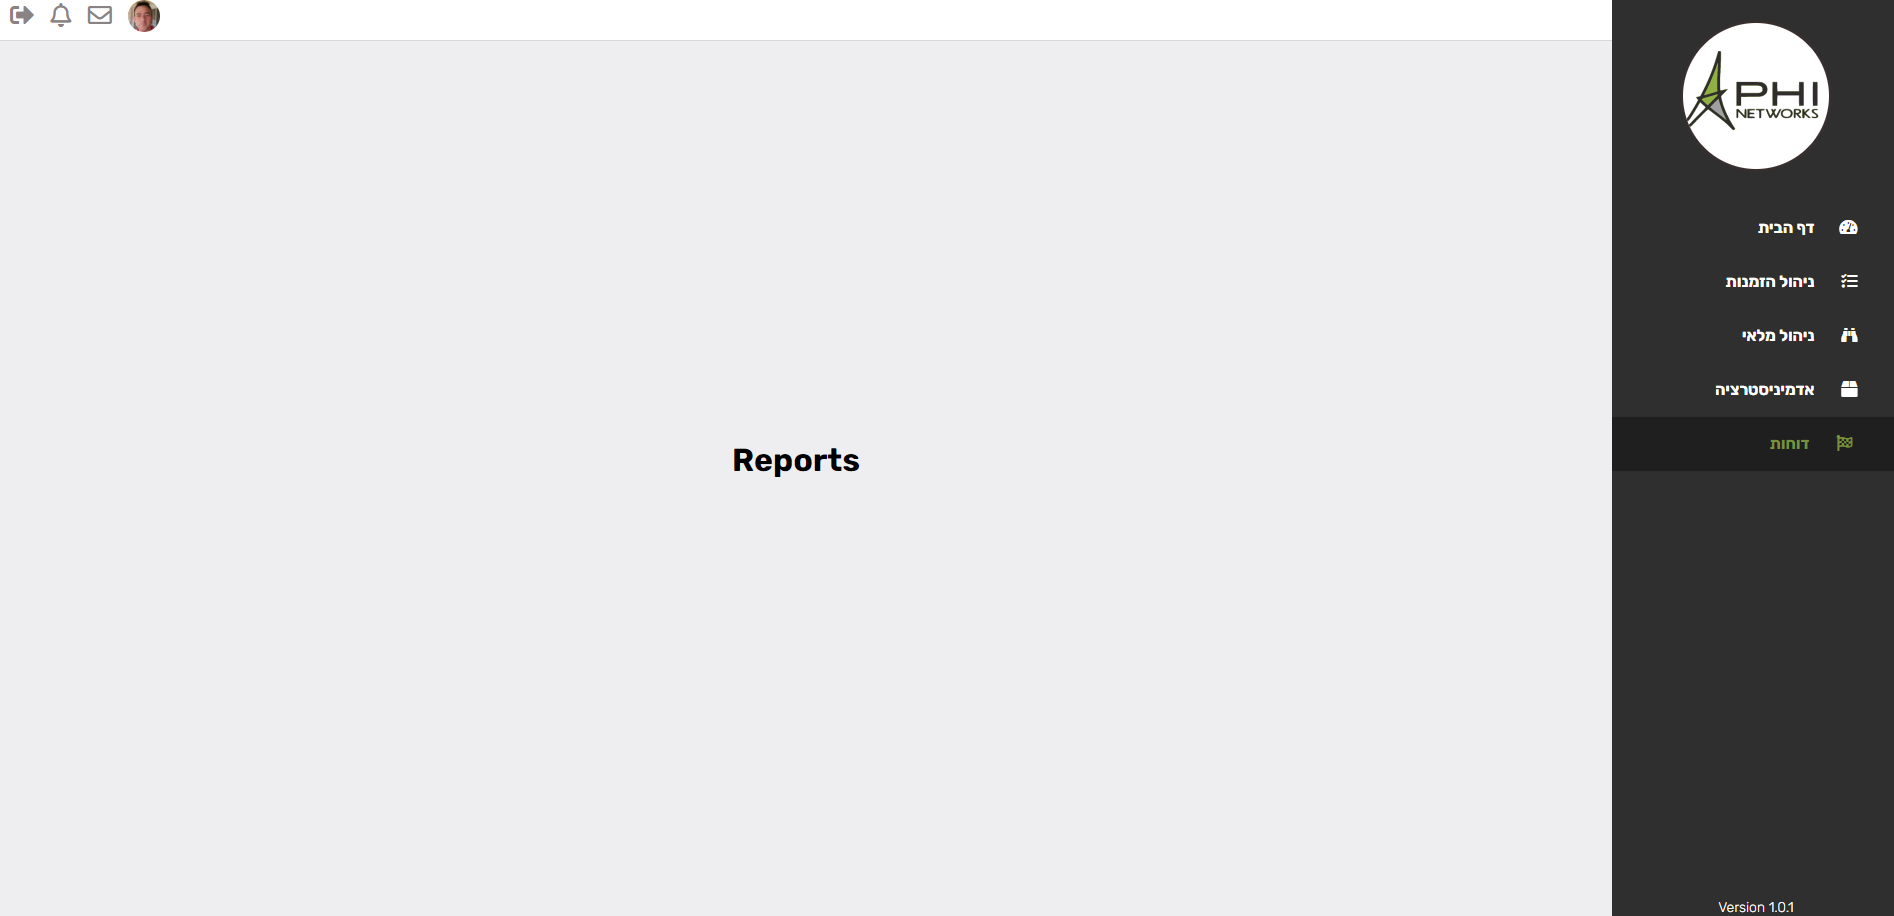 PHI
NETWORKS
דף הבית
ניהול הזמנות
ניהול מלאי
אדמיניסטרציה
דוחות
Reports
Version 1.0.1